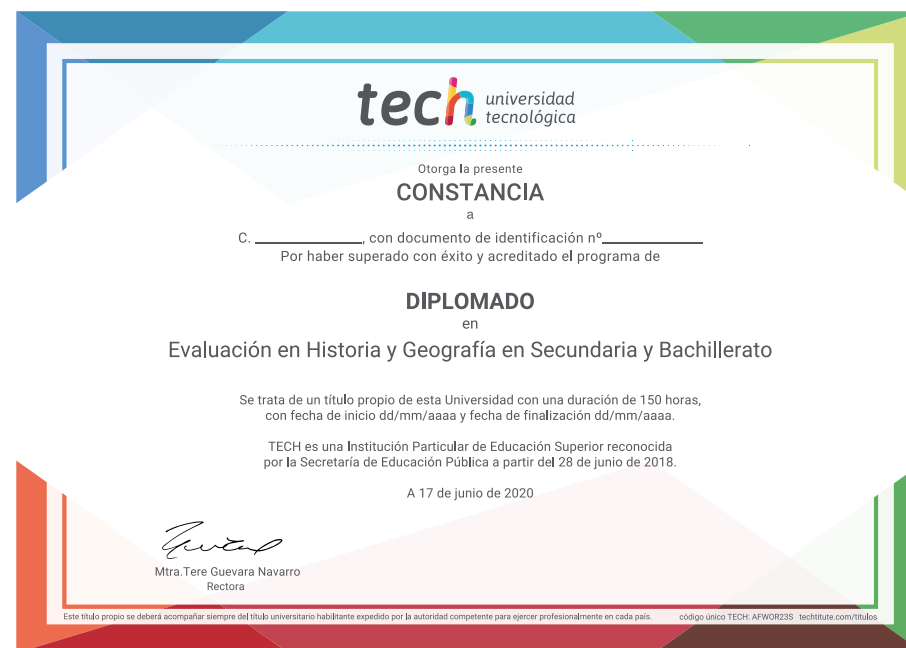 tech universidad
tecnológica
Otorga la presente
CONSTANCIA
a
C. ______________, con documento de identificación nº_____________
Por haber superado con éxito y acreditado el programa de
DIPLOMADO
en
Evaluación en Historia y Geografía en Secundaria y Bachillerato
Se trata de un título propio de esta Universidad con una duración de 150 horas,
con fecha de inicio dd/mm/aaaa y fecha de finalización dd/mm/aaaa.
TECH es una Institución Particular de Educación Superior reconocida
por la Secretaría de Educación Pública a partir del 28 de junio de 2018.
A 17 de junio de 2020
Mtra.Tere Guevara Navarro
Rectora
Este título propio se deberá acompañar siempre del título universitario habilitante expedido por la autoridad competente para ejercer profesionalmente en cada país. código único TECH: AFWOR23S techtitute.com/titulos